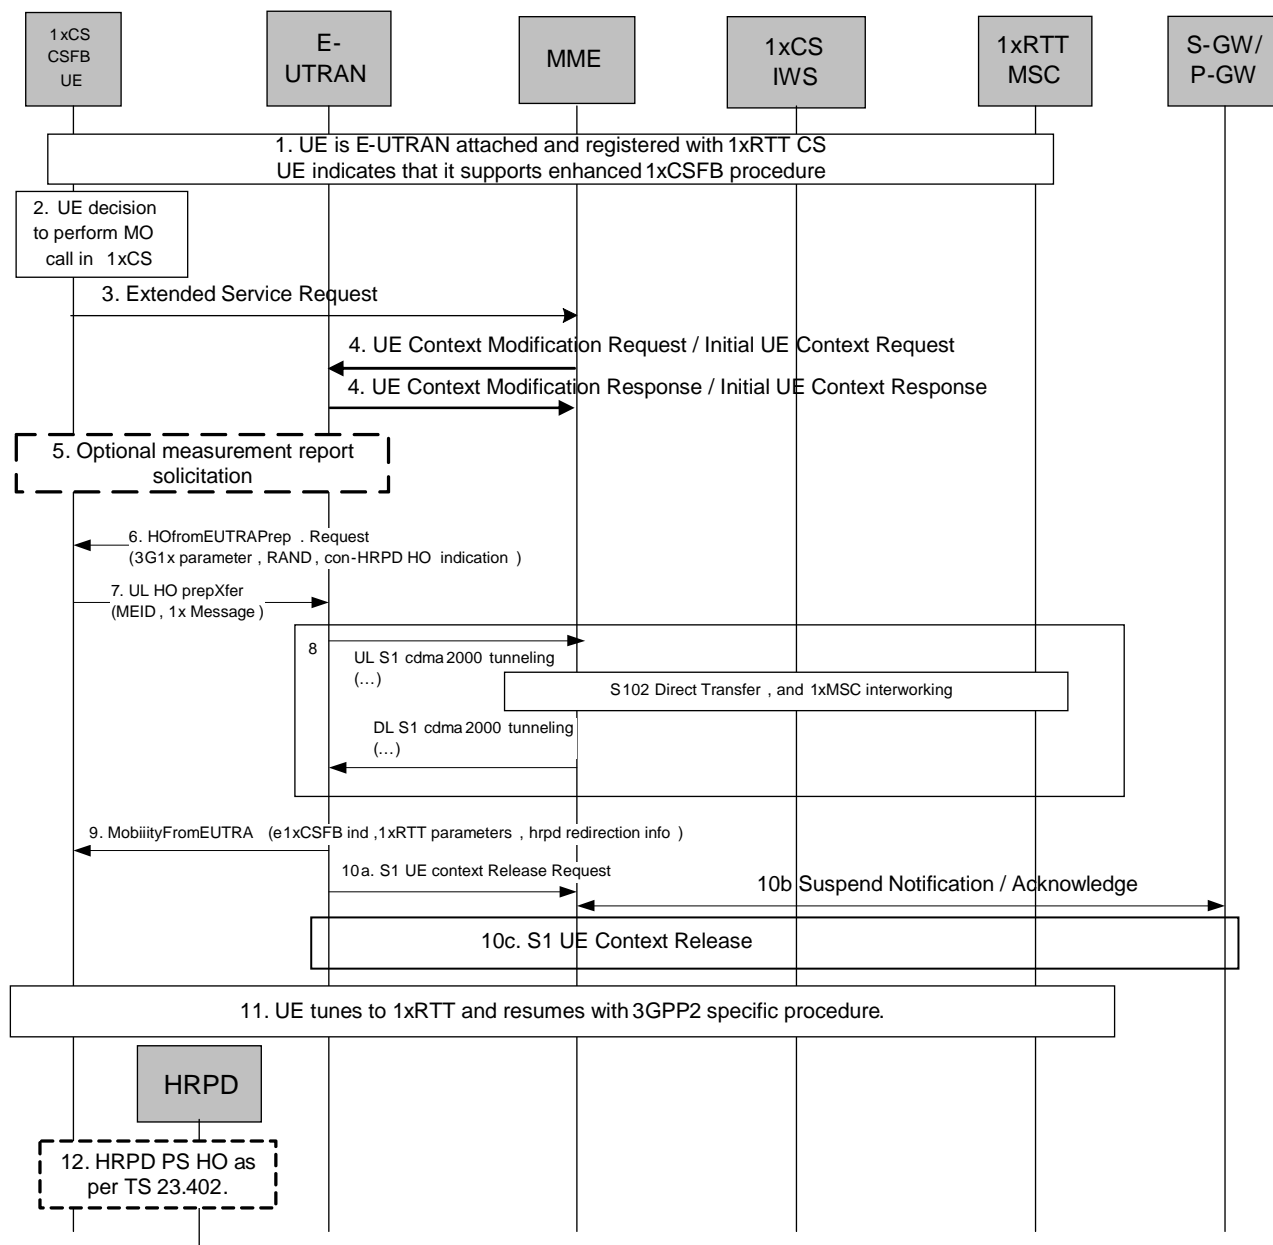 1xCS
CSFB
UE
E-
UTRAN
MME
1xCS
IWS
1xRTT
MSC
S-GW/
P-GW
1. UE is E-UTRAN attached and registered with 1xRTT CS
UE indicates that it supports enhanced 1xCSFB procedure
2. UE decision
to perform MO
call in 1xCS
3. Extended Service Request
4. UE Context Modification Request / Initial UE Context Request
4. UE Context Modification Response / Initial UE Context Response
5. Optional measurement report
solicitation
6. HOfromEUTRAPrep . Request
(3G1x parameter , RAND , con-HRPD HO indication )
7. UL HO prepXfer
(MEID , 1x Message )
8
UL S1 cdma 2000 tunneling
(...)
S102 Direct Transfer , and 1xMSC interworking
DL S1 cdma 2000 tunneling
(...)
9. MobiiityFromEUTRA (e1xCSFB ind ,1xRTT parameters , hrpd redirection info )
10a. S1 UE context Release Request
10b Suspend Notification / Acknowledge
10c. S1 UE Context Release
11. UE tunes to 1xRTT and resumes with 3GPP2 specific procedure.
HRPD
12. HRPD PS HO as
per TS 23.402.